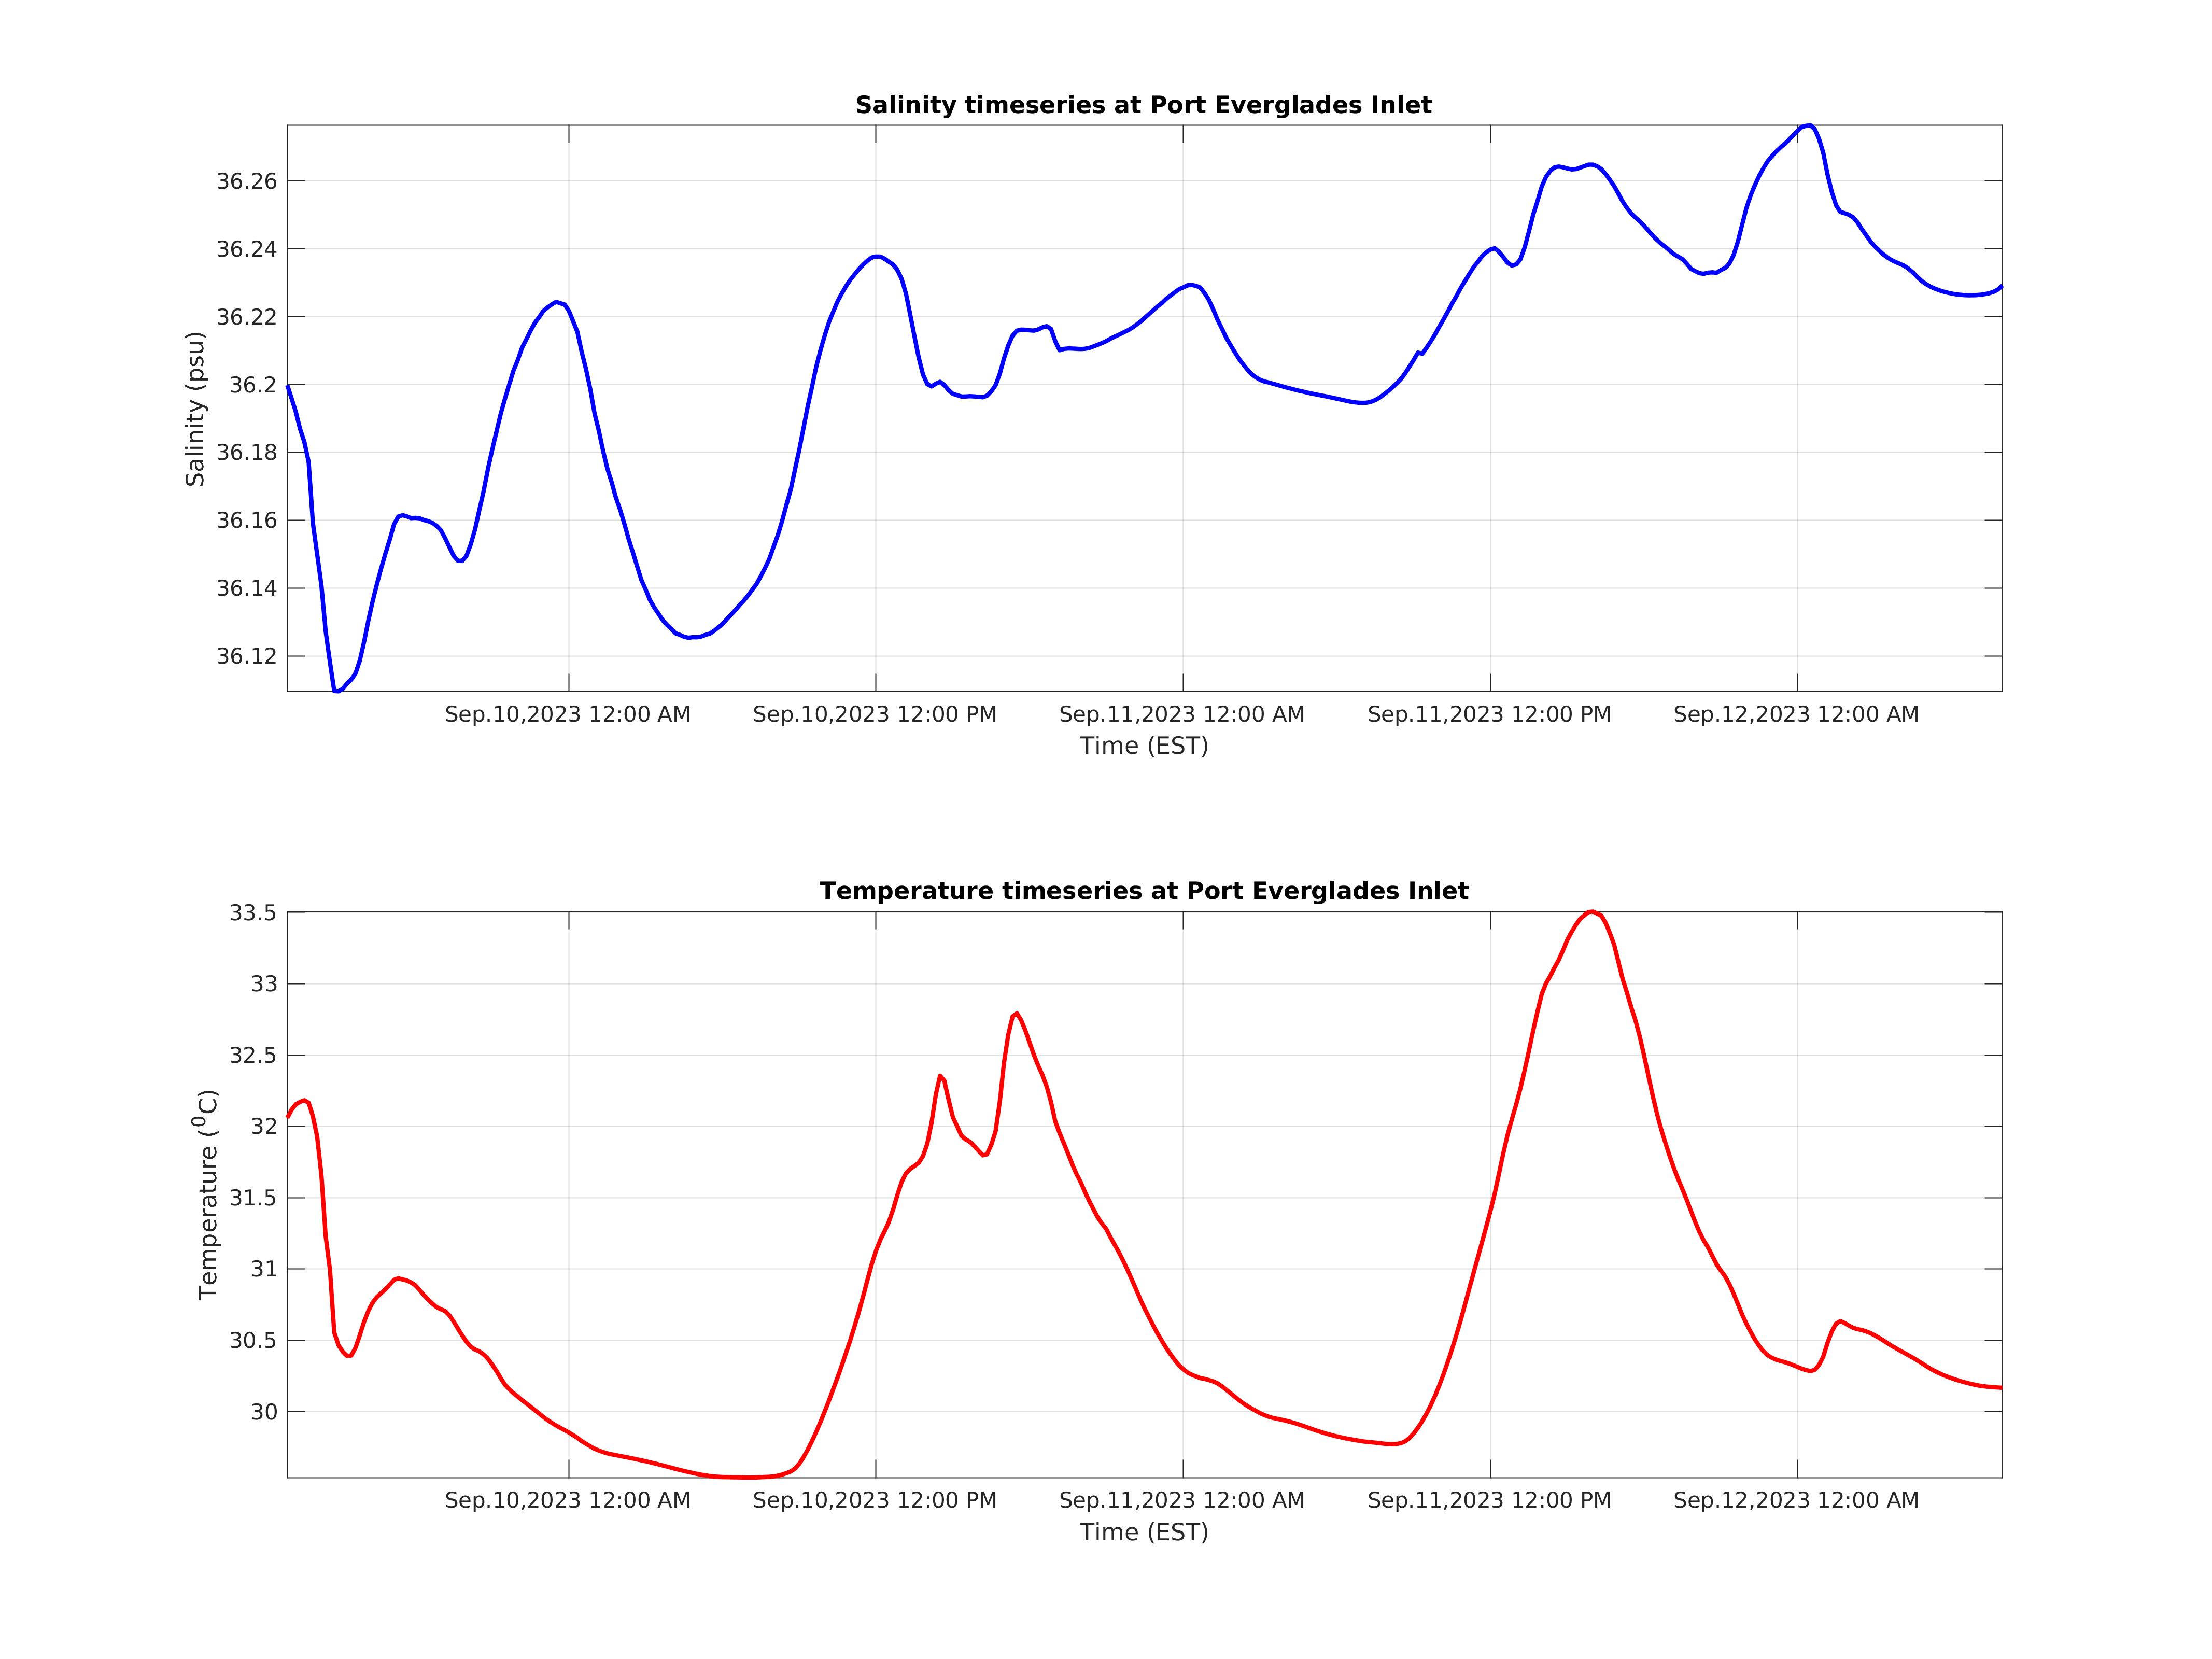 Salinity timeseries at Port Everglades Inlet
36.26
36.24
36.22
36.2
36.18
36.16
36.14
36.12
Salinity (psu)
Sep.10,2023 12:00 AM Sep.10,2023 12:00 PM Sep.11,2023 12:00 AM Sep.11,2023 12:00 PM Sep.12,2023 12:00 AM
Time (EST)
Temperature timeseries at Port Everglades Inlet
33.5
33
32.5
32
31.5
31
30.5
30
Temperature (⁰C)
Sep.10,2023 12:00 AM Sep.10,2023 12:00 PM Sep.11,2023 12:00 AM Sep.11,2023 12:00 PM Sep.12,2023 12:00 AM
Time (EST)